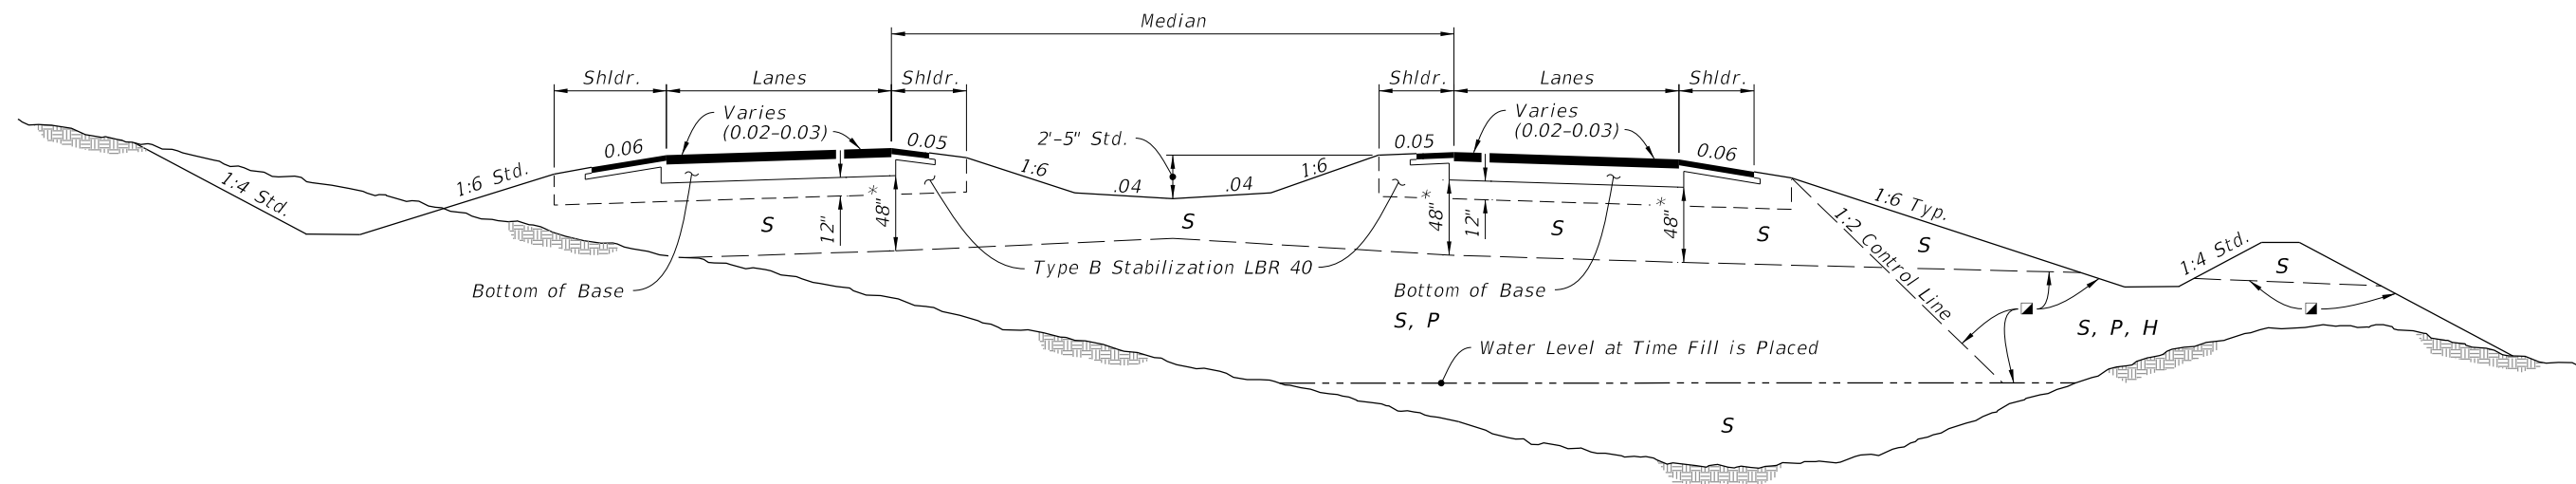 Median
Shldr.
Lanes
Shldr.
Shldr.
Lanes
Shldr.
Varies
(0.02-0.03)
Varies
(0.02-0.03)
0.06
0.05
2'-5" Std.
0.05
0.06
1:4 Std.
1:6 Std.
1:6
.04
.04
1:6
1:6 Typ.
S
12"
48"
*
S
*
48"
12"
S
*
48"
S
1:2 Control Line
S
1:4 Std.
S
Type B Stabilization LBR 40
Bottom of Base
Bottom of Base
S, P
S, P, H
Water Level at Time Fill is Placed
S